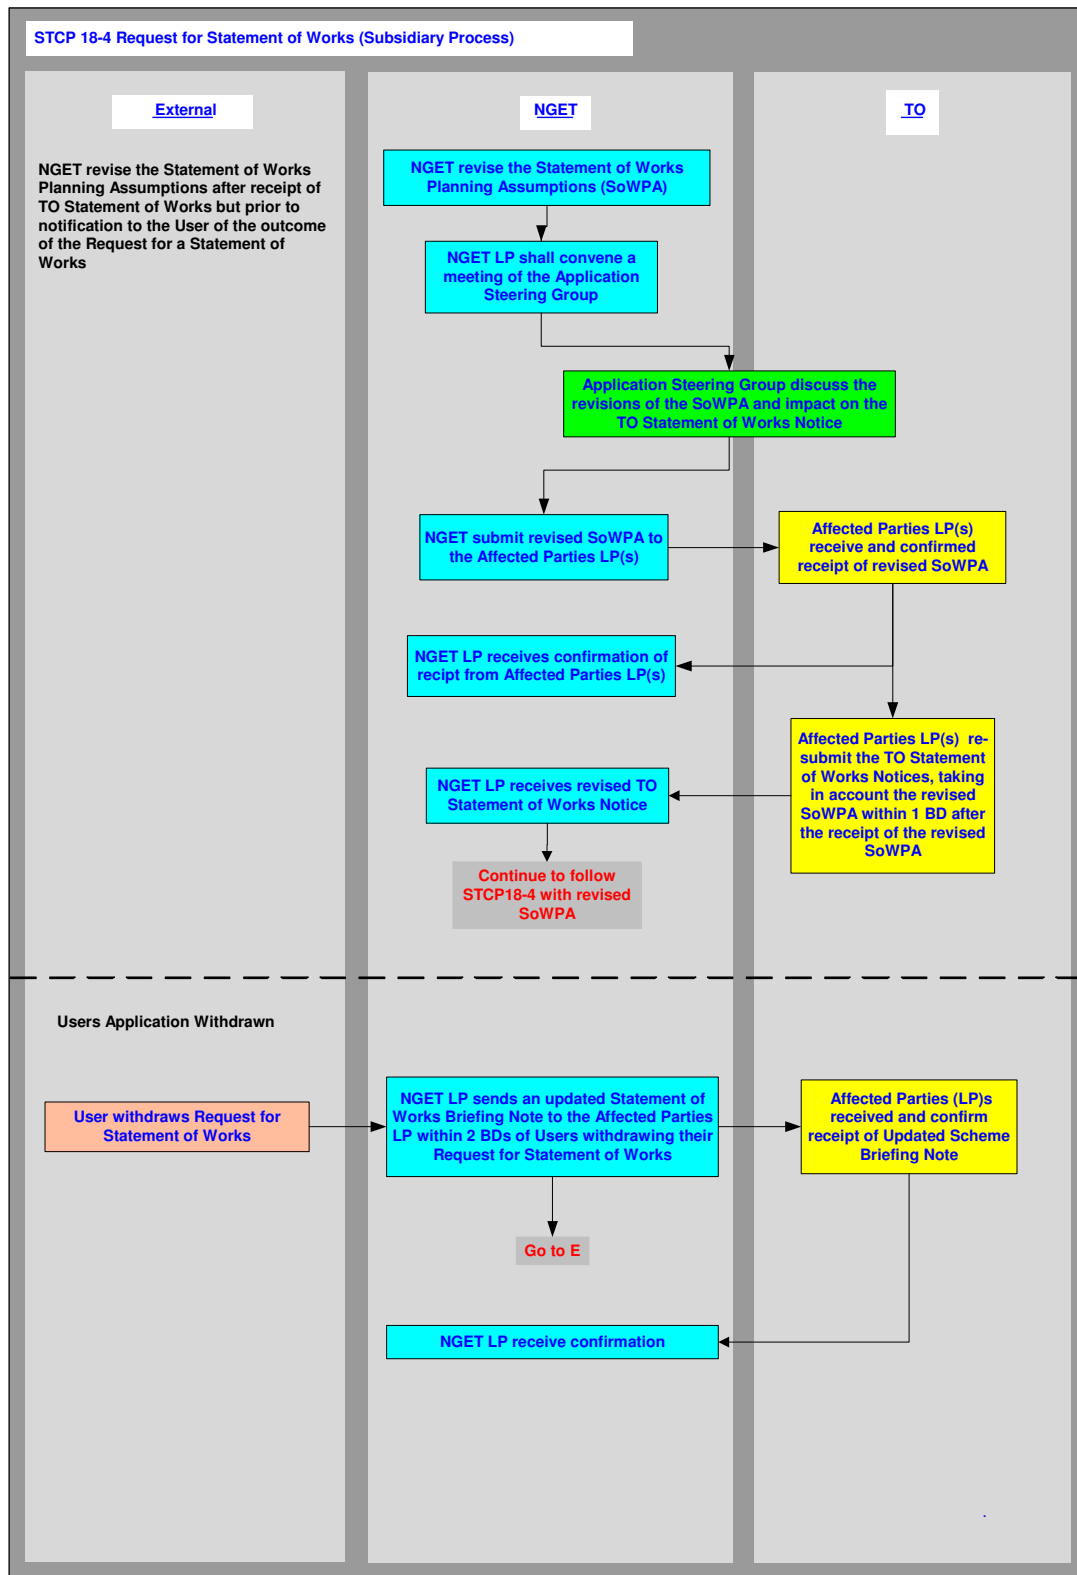 STCP 18-4 Request for Statement of Works (Subsidiary Process)
External
NGET
TO
NGET revise the Statement of Works
Planning Assumptions after receipt of
TO Statement of Works but prior to
notification to the User of the outcome
of the Request for a Statement of
Works
NGET revise the Statement of Works
Planning Assumptions (SoWPA)
NGET LP shall convene a
meeting of the Application
Steering Group
Application Steering Group discuss the
revisions of the SoWPA and impact on the
TO Statement of Works Notice
NGET submit revised SoWPA to
the Affected Parties LP(s)
Affected Parties LP(s)
receive and confirmed
receipt of revised SoWPA
NGET LP receives confirmation of
recipt from Affected Parties LP(s)
Affected Parties LP(s) re-
submit the TO Statement
of Works Notices, taking
in account the revised
SoWPA within 1 BD after
the receipt of the revised
SoWPA
NGET LP receives revised TO
Statement of Works Notice
Continue to follow
STCP18-4 with revised
SoWPA
Users Application Withdrawn
User withdraws Request for
Statement of Works
NGET LP sends an updated Statement of
Works Briefing Note to the Affected Parties
LP within 2 BDs of Users withdrawing their
Request for Statement of Works
Affected Parties (LP)s
received and confirm
receipt of Updated Scheme
Briefing Note
Go to E
NGET LP receive confirmation